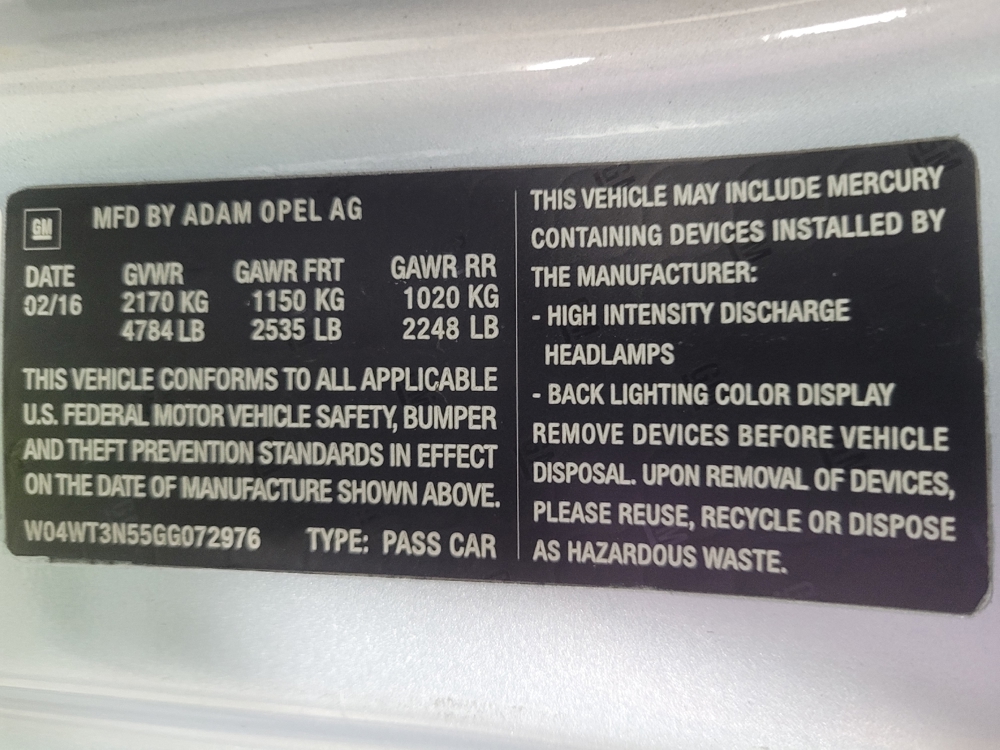 GM
MFD BY ADAM OPEL AG
DATE GVWR GAWR FRT GAWR RR
02/16 2170 KG 1150 KG 1020 KG
4784 LB 2535 LB 2248 LB
THIS VEHICLE CONFORMS TO ALL APPLICABLE
U.S. FEDERAL MOTOR VEHICLE SAFETY, BUMPER
AND THEFT PREVENTION STANDARDS IN EFFECT
ON THE DATE OF MANUFACTURE SHOWN ABOVE.
W04WT3N55GG072976 TYPE: PASS CAR
THIS VEHICLE MAY INCLUDE MERCURY
CONTAINING DEVICES INSTALLED BY
THE MANUFACTURER:
- HIGH INTENSITY DISCHARGE
HEADLAMPS
- BACK LIGHTING COLOR DISPLAY
REMOVE DEVICES BEFORE VEHICLE
DISPOSAL. UPON REMOVAL OF DEVICES,
PLEASE REUSE, RECYCLE OR DISPOSE
AS HAZARDOUS WASTE.